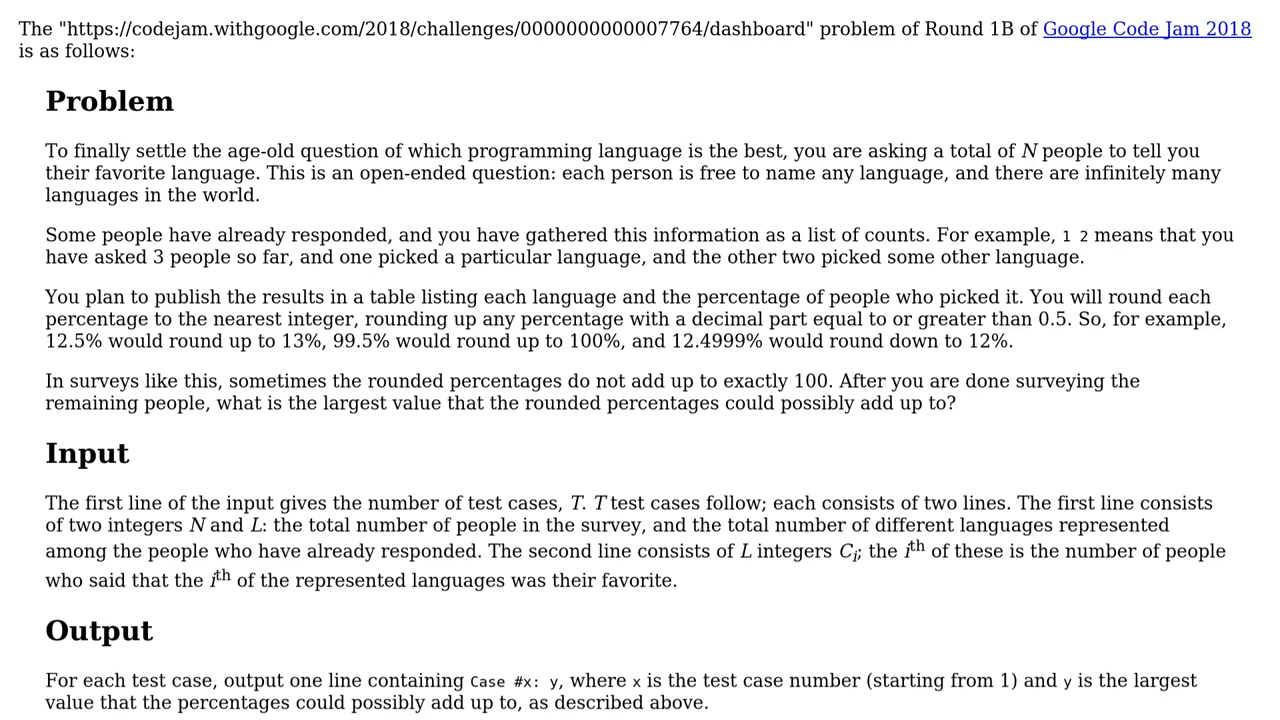 The "https://codejam.withgoogle.com/2018/challenges/0000000000007764/dashboard" problem of Round 1B of Google Code Jam 2018
is as follows:
Problem
To finally settle the age-old question of which programming language is the best, you are asking a total of N people to tell you
their favorite language. This is an open-ended question: each person is free to name any language, and there are infinitely many
languages in the world.
Some people have already responded, and you have gathered this information as a list of counts. For example, 1 2 means that you
have asked 3 people so far, and one picked a particular language, and the other two picked some other language.
You plan to publish the results in a table listing each language and the percentage of people who picked it. You will round each
percentage to the nearest integer, rounding up any percentage with a decimal part equal to or greater than 0.5. So, for example,
12.5% would round up to 13%, 99.5% would round up to 100%, and 12.4999% would round down to 12%.
In surveys like this, sometimes the rounded percentages do not add up to exactly 100. After you are done surveying the
remaining people, what is the largest value that the rounded percentages could possibly add up to?
Input
The first line of the input gives the number of test cases, T. T test cases follow; each consists of two lines. The first line consists
of two integers N and L: the total number of people in the survey, and the total number of different languages represented
among the people who have already responded. The second line consists of L integers Ci; the ith of these is the number of people
who said that the ith of the represented languages was their favorite.
Output
For each test case, output one line containing Case #x: y, where x is the test case number (starting from 1) and y is the largest
value that the percentages could possibly add up to, as described above.